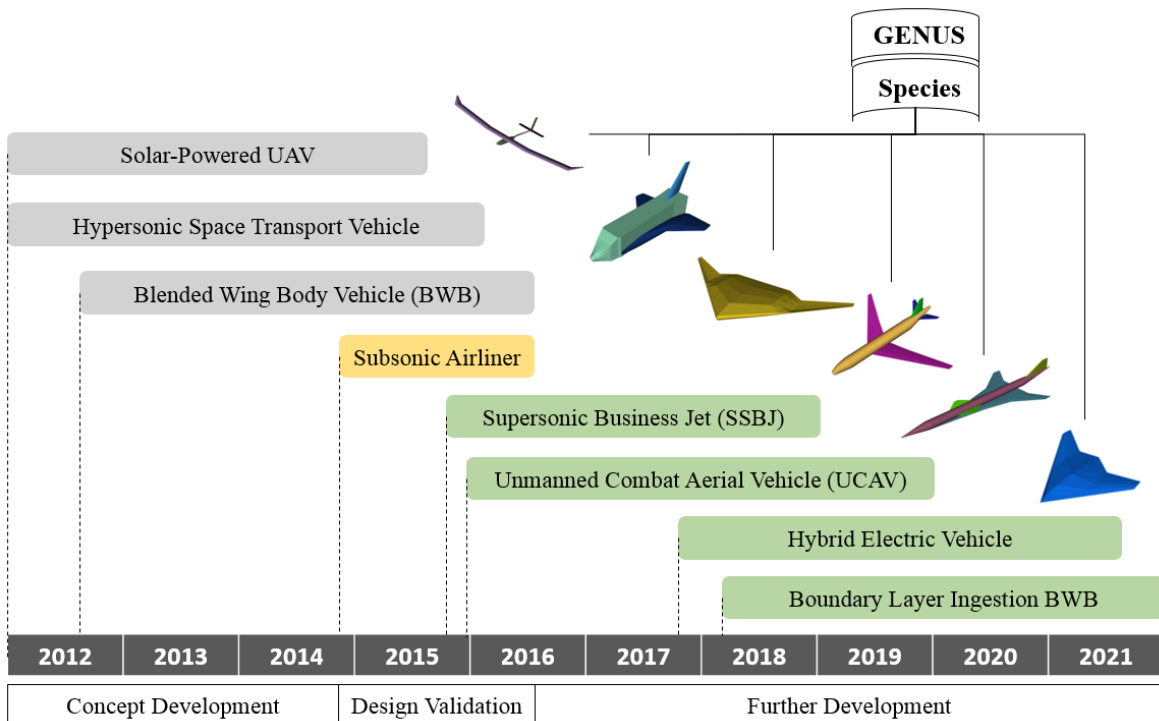 GENUS
Species
Solar-Powered UAV
Hypersonic Space Transport Vehicle
Blended Wing Body Vehicle (BWB)
Subsonic Airliner
Supersonic Business Jet (SSBJ)
Unmanned Combat Aerial Vehicle (UCAV)
Hybrid Electric Vehicle
Boundary Layer Ingestion BWB
2012 2013 2014 2015 2016 2017 2018 2019 2020 2021
Concept Development Design Validation Further Development